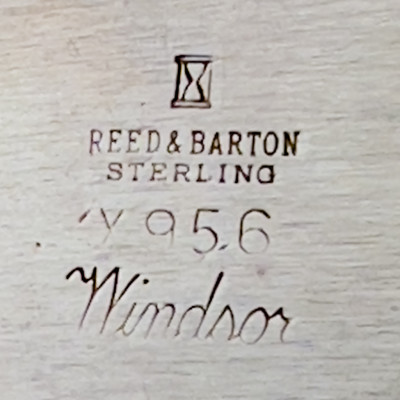 REED & BARTON
STERLING
X956
Windsor